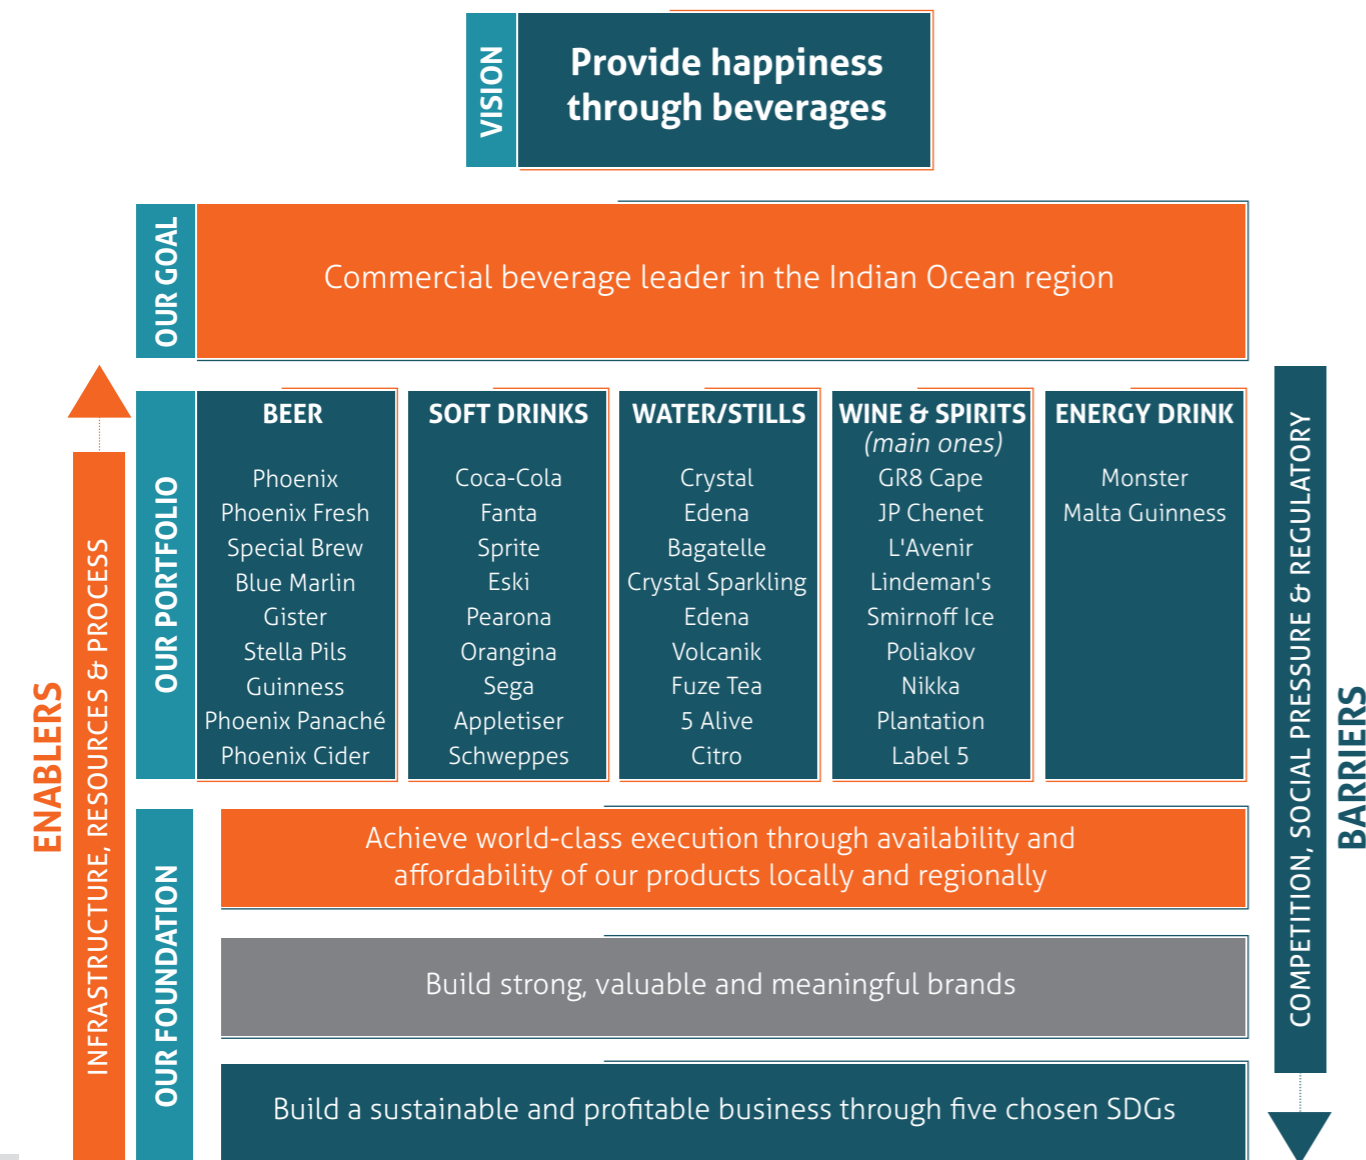 VISION
Provide happiness
through beverages
OUR GOAL
Commercial beverage leader in the Indian Ocean region
ENABLERS
INFRASTRUCTURE, RESOURCES & PROCESS
OUR PORTFOLIO
BEER
Phoenix
Phoenix Fresh
Special Brew
Blue Marlin
Gister
Stella Pils
Guinness
Phoenix Panaché
Phoenix Cider
SOFT DRINKS
Coca-Cola
Fanta
Sprite
Eski
Pearona
Orangina
Sega
Appletiser
Schweppes
WATER/STILLS
Crystal
Edena
Bagatelle
Crystal Sparkling
Edena
Volcanik
Fuze Tea
5 Alive
Citro
WINE & SPIRITS
(main ones)
GR8 Cape
JP Chenet
L'Avenir
Lindeman's
Smirnoff Ice
Poliakov
Nikka
Plantation
Label 5
ENERGY DRINK
Monster
Malta Guinness
OUR FOUNDATION
Achieve world-class execution through availability and
affordability of our products locally and regionally
Build strong, valuable and meaningful brands
Build a sustainable and profitable business through five chosen SDGs
COMPETITION, SOCIAL PRESSURE & REGULATORY
BARRIERS